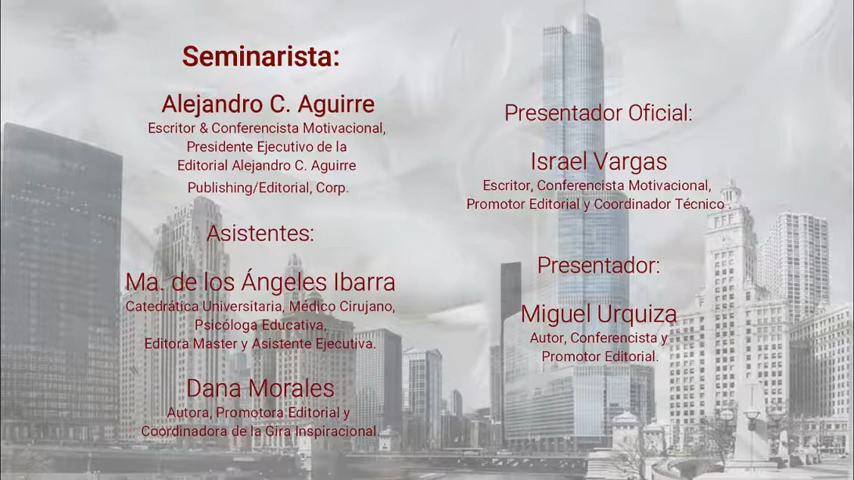 Seminarista:
Alejandro C. Aguirre
Escritor & Conferencista Motivacional,
Presidente Ejecutivo de la
Editorial Alejandro C. Aguirre
Publishing/Editorial, Corp.
Asistentes:
Ma. de los Ángeles Ibarra
Catedrática Universitaria, Médico Cirujano,
Psicóloga Educativa,
Editora Master y Asistente Ejecutiva.
Dana Morales
Autora, Promotora Editorial y
Coordinadora de la Gira Inspiracional
Presentador Oficial:
Israel Vargas
Escritor, Conferencista Motivacional,
Promotor Editorial y Coordinador Técnico
Presentador:
Miguel Urquiza
Autor, Conferencista y
Promotor Editorial.